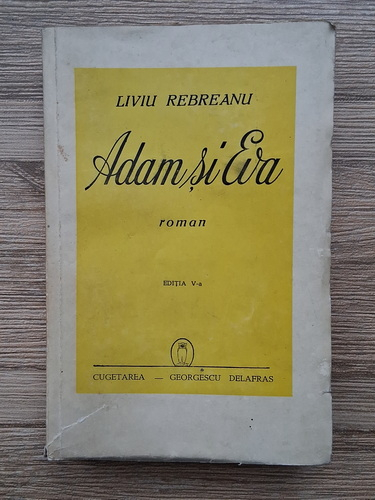 LIVIU REBREANU
Adam și Eva
roman
EDIȚIA V-a
CUGETAREA — GEORGESCU DELAFRAS